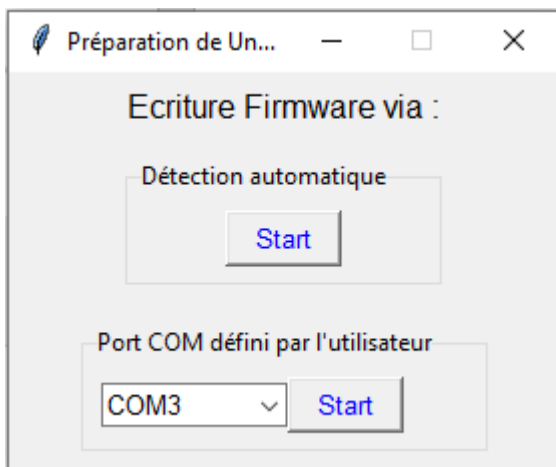 Préparation de Un...
Ecriture Firmware via :
Détection automatique
Start
Port COM défini par l'utilisateur
COM3 Start